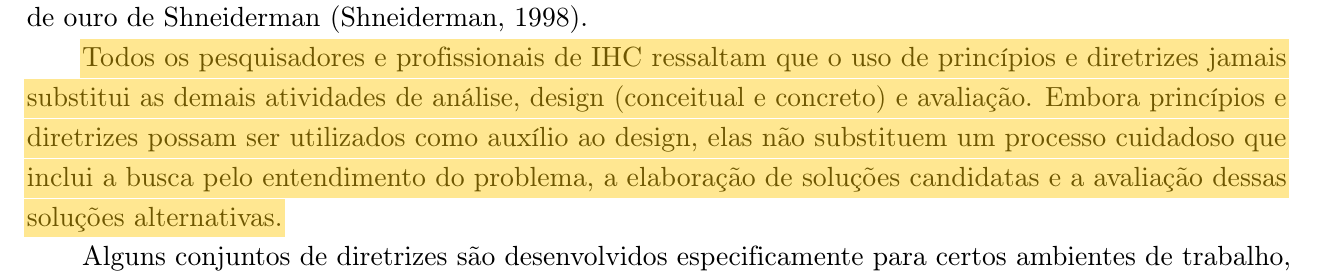 de ouro de Shneiderman (Shneiderman, 1998).
Todos os pesquisadores e profissionais de IHC ressaltam que o uso de princípios e diretrizes jamais
substitui as demais atividades de análise, design (conceitual e concreto) e avaliação. Embora princípios e
diretrizes possam ser utilizados como auxílio ao design, elas não substituem um processo cuidadoso que
inclui a busca pelo entendimento do problema, a elaboração de soluções candidatas e a avaliação dessas
soluções alternativas.
Alguns conjuntos de diretrizes são desenvolvidos especificamente para certos ambientes de trabalho,